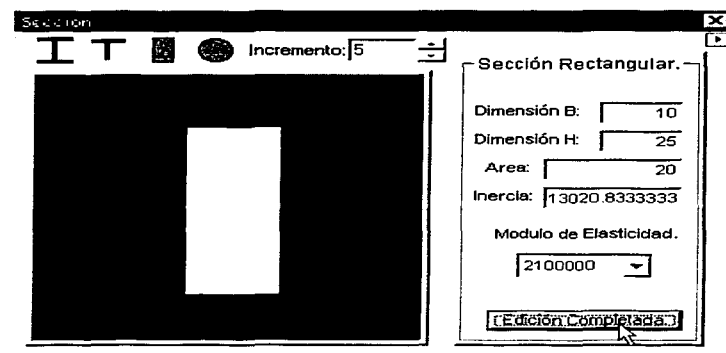 Sección
Incremento: 5
Sección Rectangular.
Dimensión B: 10
Dimensión H: 25
Area: 20
Inercia: 13020.8333333
Modulo de Elasticidad.
2100000
Edición Completada.